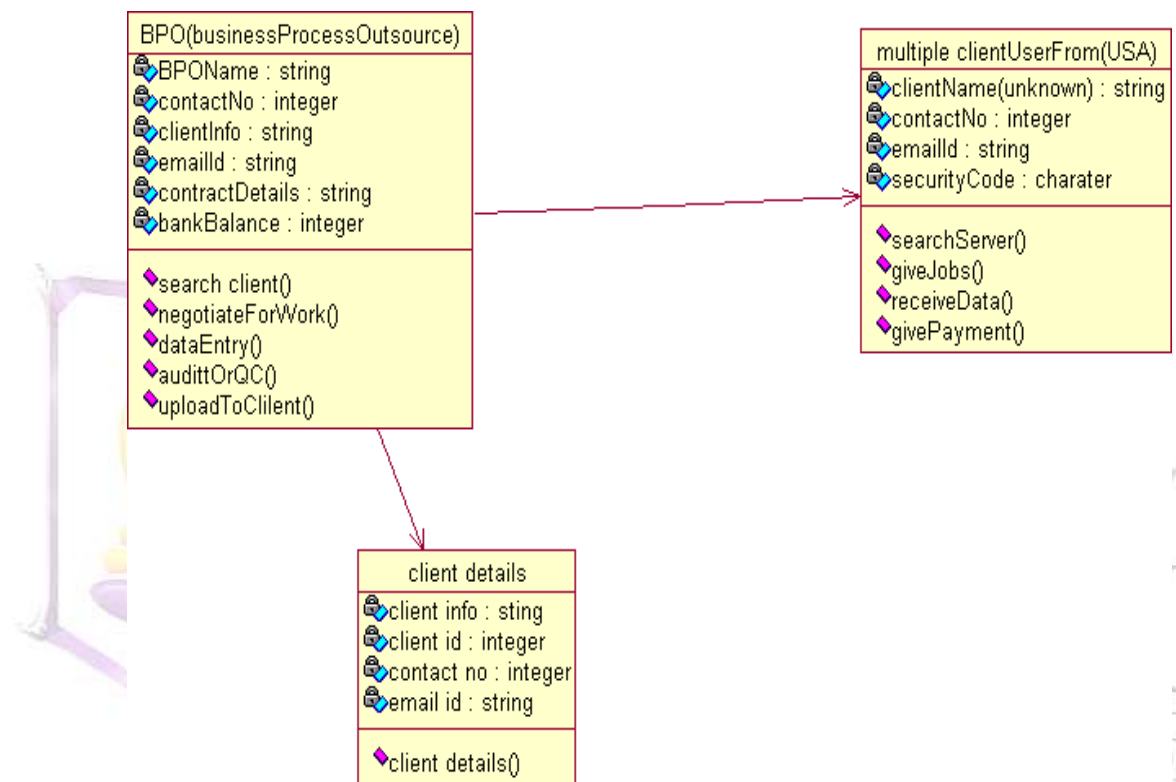 BPO(businessProcessOutsource)
BPOName : string
contactNo : integer
clientInfo : string
emailId : string
contractDetails : string
bankBalance : integer
search client()
negotiateForWork()
dataEntry()
audittOrQC()
uploadToClilent()
multiple clientUserFrom(USA)
clientName(unknown) : string
contactNo : integer
emailId : string
securityCode : charater
searchServer()
giveJobs()
receiveData()
givePayment()
client details
client info : sting
client id : integer
contact no : integer
email id : string
client details()